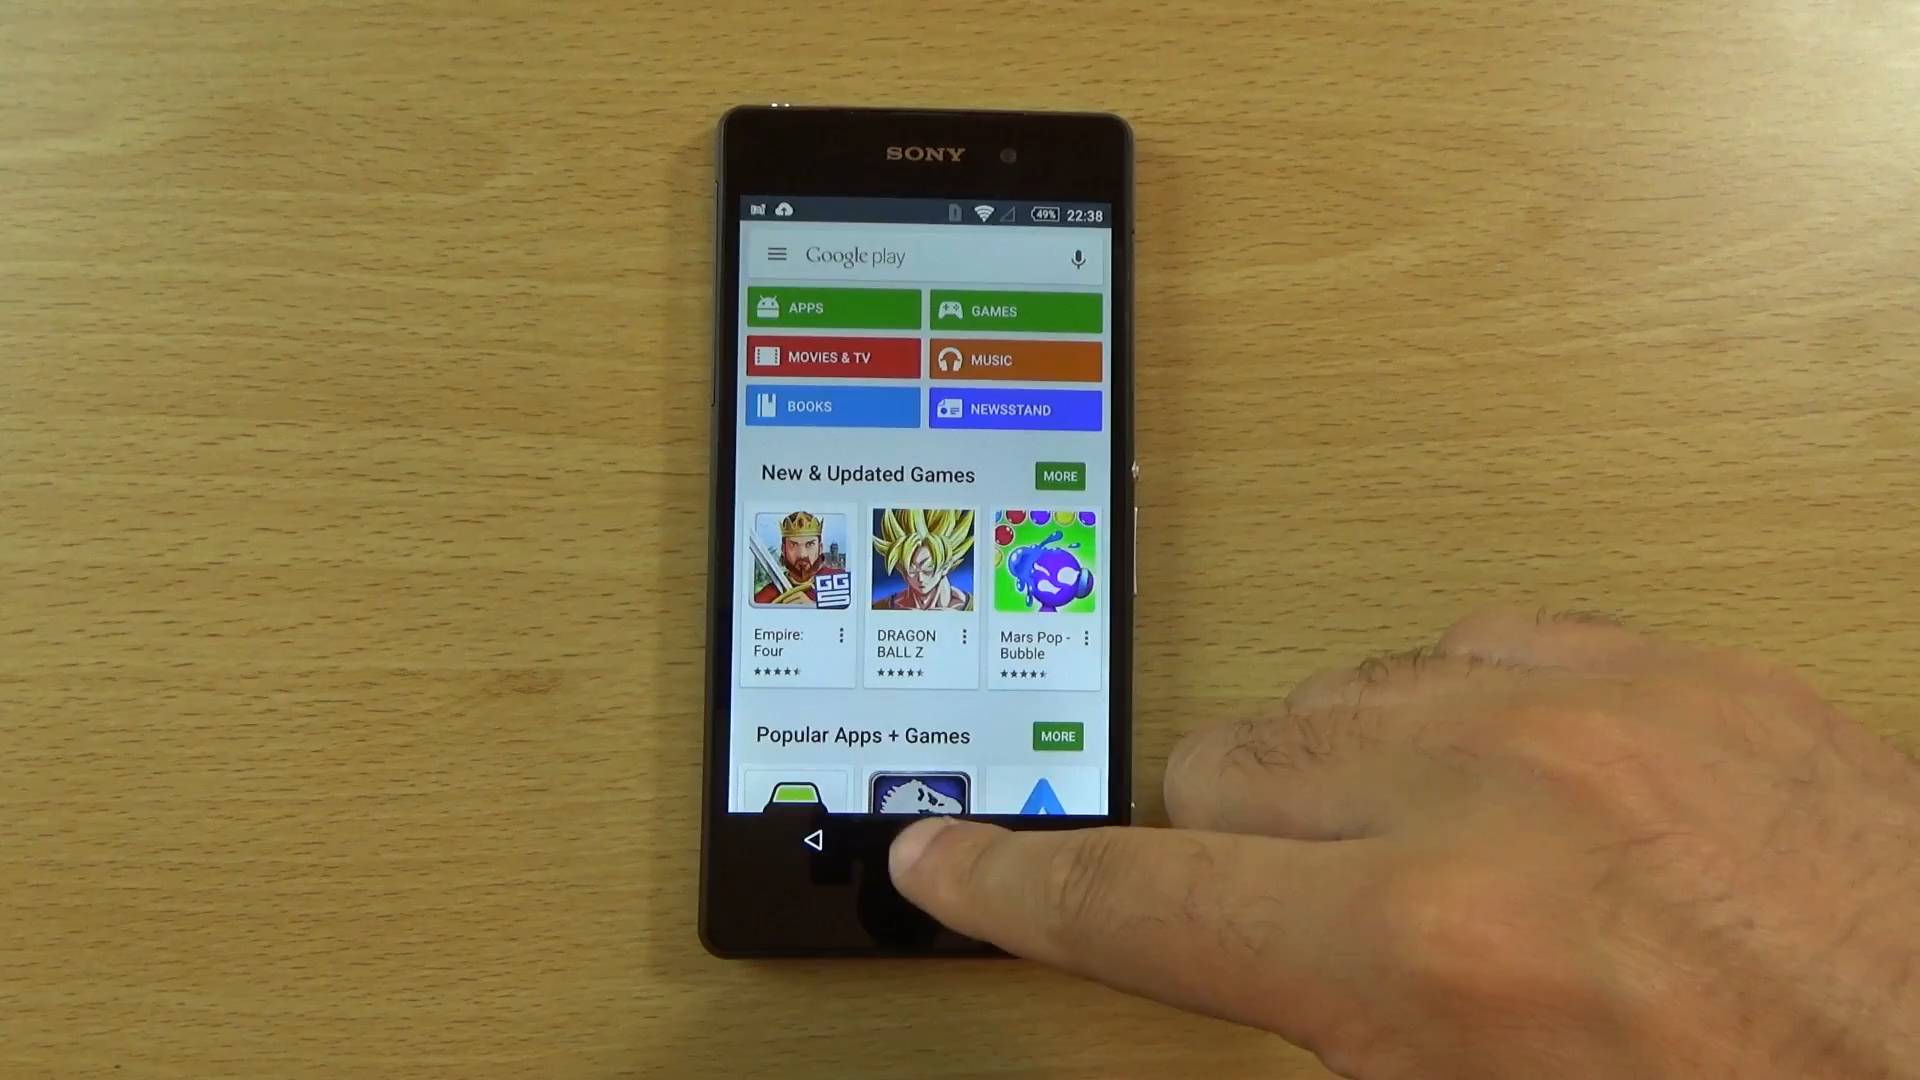 SONY
49% 22:38
Google play
APPS
GAMES
MOVIES & TV
MUSIC
BOOKS
NEWSSTAND
New & Updated Games
MORE
GGS
Empire:
Four
DRAGON
BALL Z
Mars Pop -
Bubble
Popular Apps + Games
MORE